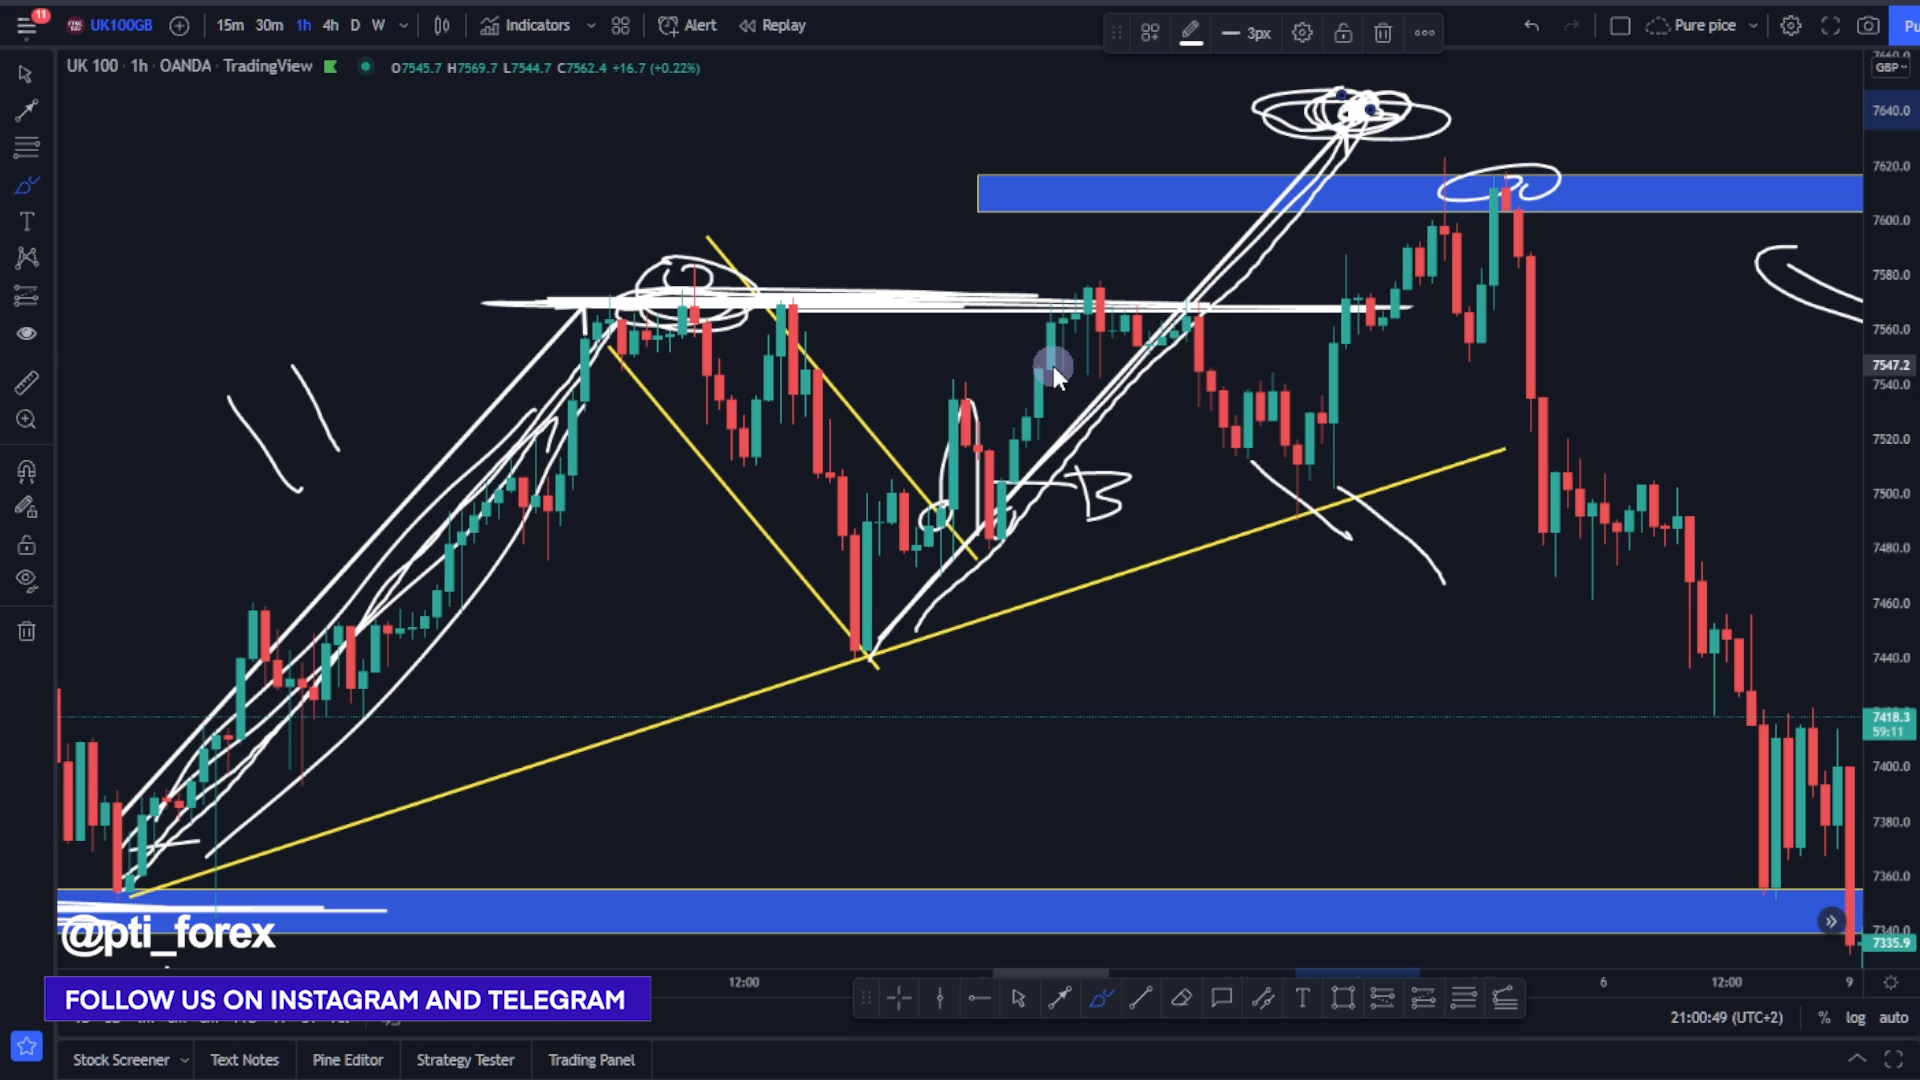 11
UK100GB
15m 30m 1h 4h D W
Indicators
Alert
Replay
3px
Pure pice
Pu
UK 100 · 1h · OANDA · TradingView
O7545.7 H7569.7 L7544.7 C7562.4 +16.7 (+0.22%)
GBP
7640.0
7620.0
7600.0
7580.0
7560.0
7547.2
7540.0
7520.0
B
7500.0
7480.0
7460.0
7440.0
7418.3
59:11
7400.0
7380.0
7360.0
7340.0
7335.9
@pti_forex
12:00
6
12:00
9
FOLLOW US ON INSTAGRAM AND TELEGRAM
21:00:49 (UTC+2)
% log auto
Stock Screener
Text Notes
Pine Editor
Strategy Tester
Trading Panel